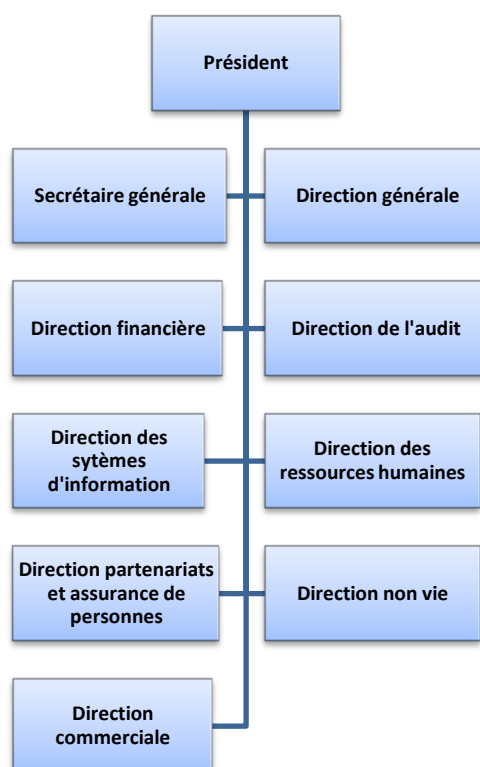 Président
Secrétaire générale
Direction générale
Direction financière
Direction de l'audit
Direction des
sytèmes
d'information
Direction des
ressources humaines
Direction partenariats
et assurance de
personnes
Direction non vie
Direction
commerciale